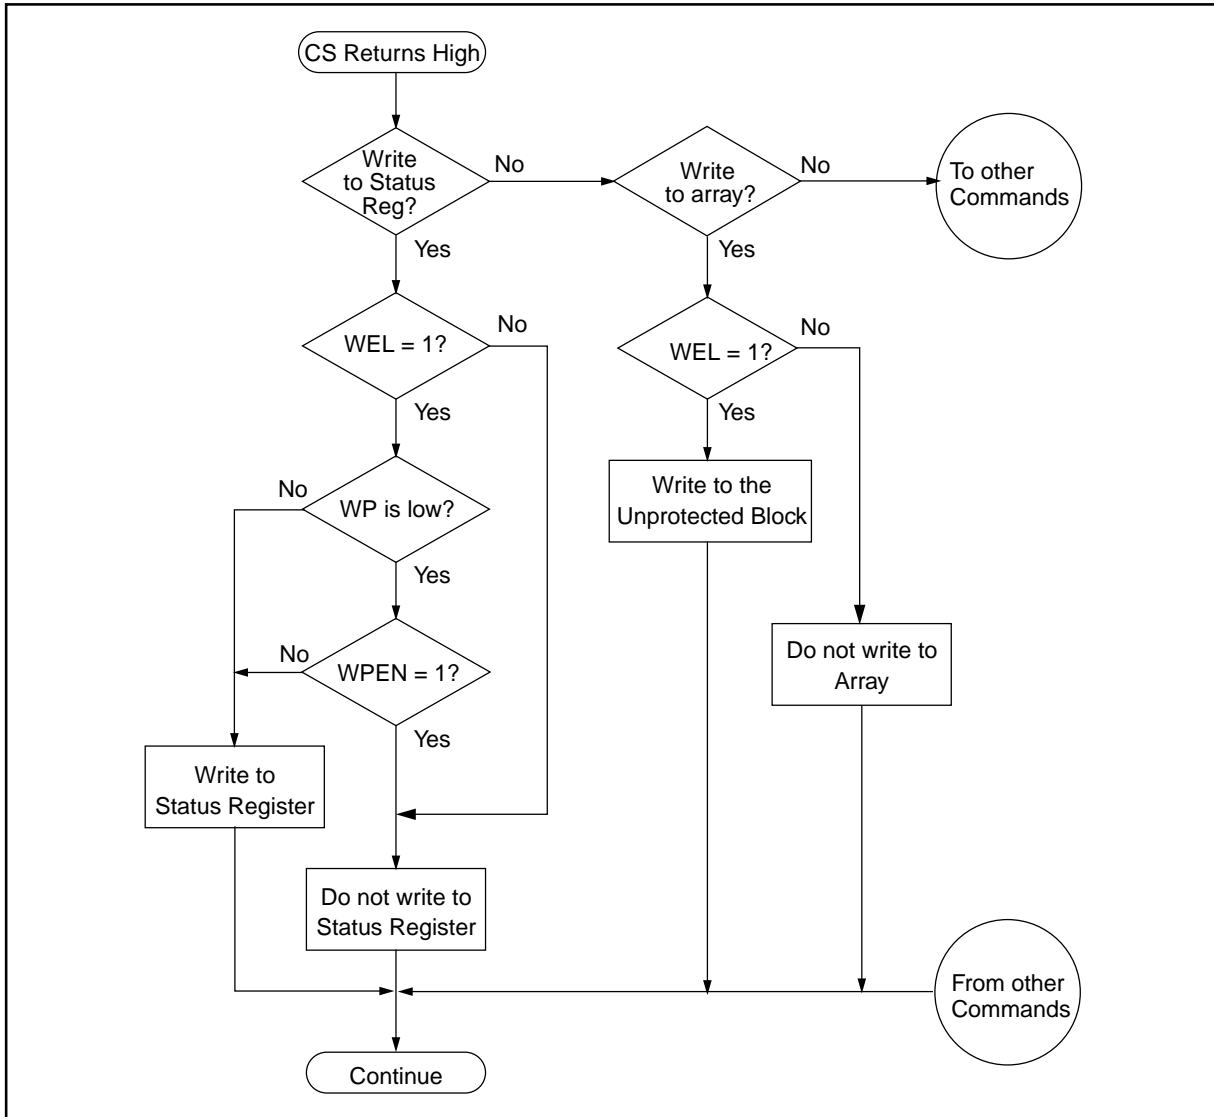 CS Returns High
Write
to Status
Reg?
No
Write
to array?
No
To other
Commands
Yes
Yes
WEL = 1?
No
WEL = 1?
No
Yes
Yes
No
WP is low?
Write to the
Unprotected Block
Yes
No
WPEN = 1?
Do not write to
Array
Yes
Write to
Status Register
Do not write to
Status Register
From other
Commands
Continue